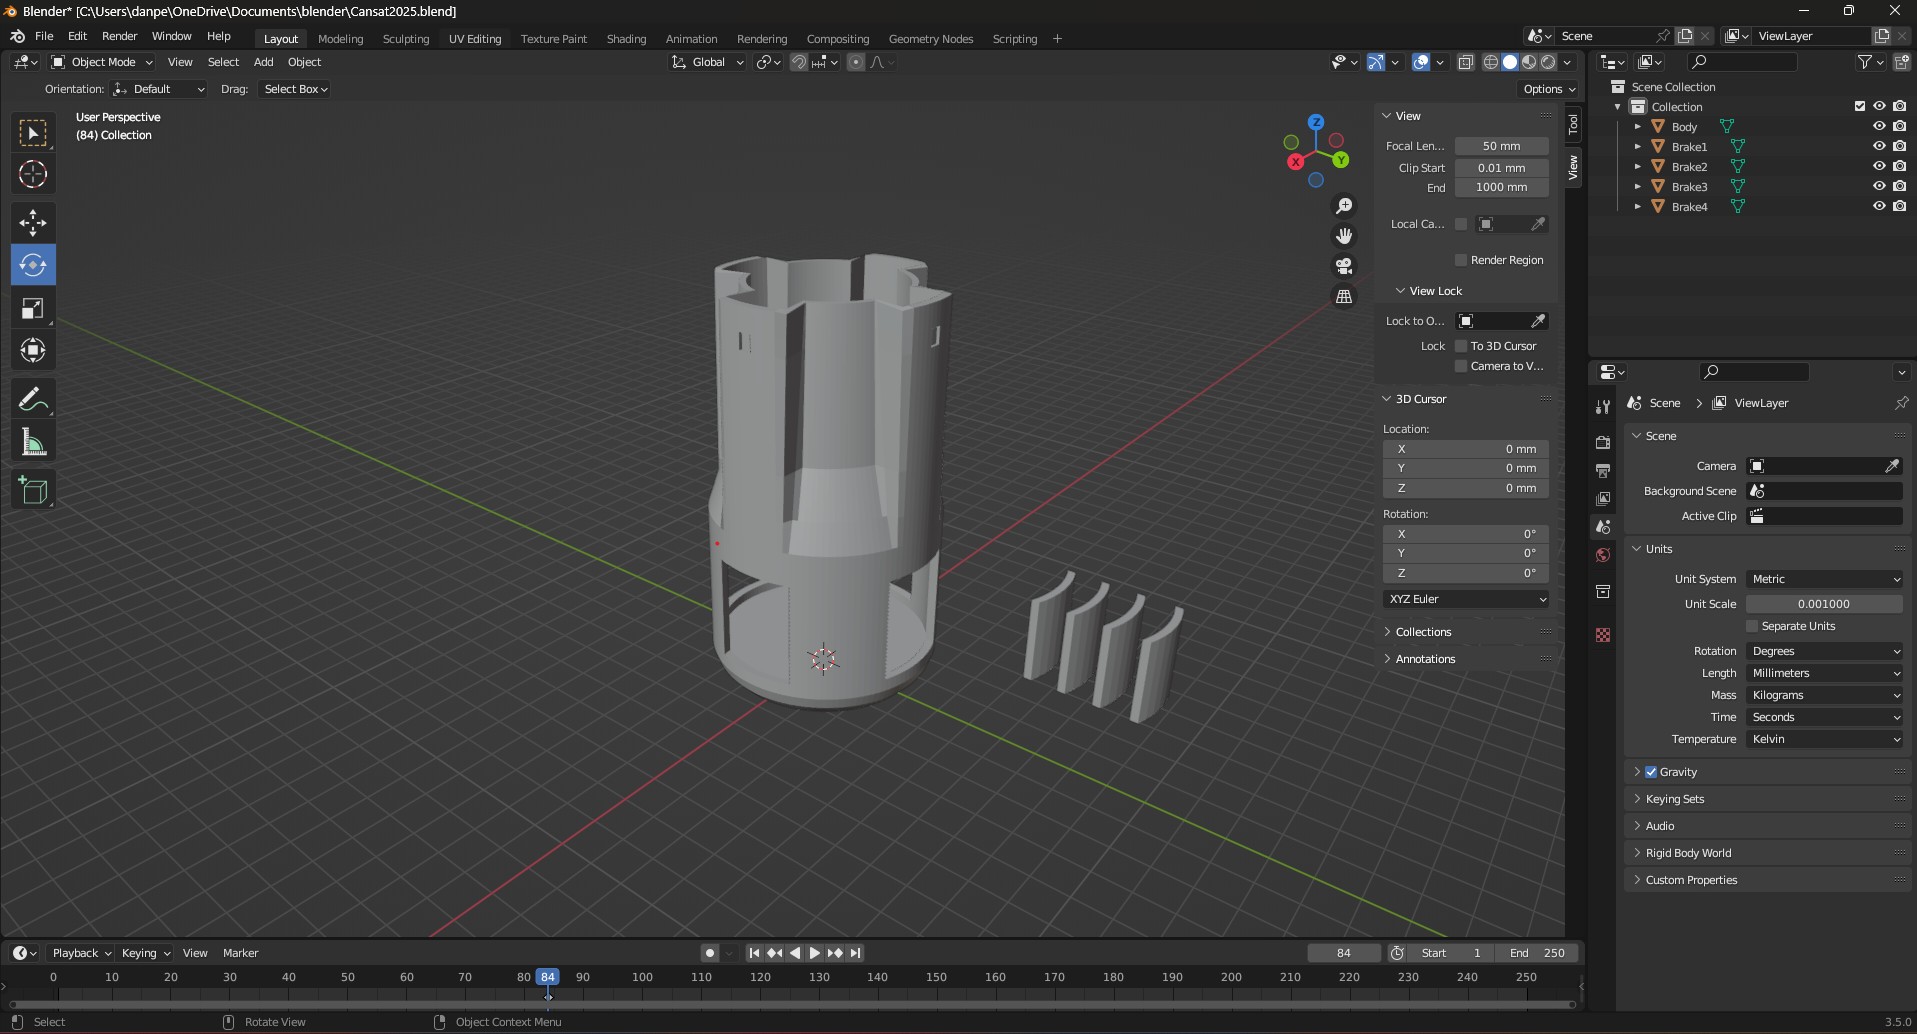 Blender* [C:\Users\danpe\OneDrive\Documents\blender\Cansat2025.blend]
File Edit Render Window Help Layout Modeling Sculpting UV Editing Texture Paint Shading Animation Rendering Compositing Geometry Nodes Scripting + Scene ViewLayer
Object Mode View Select Add Object Global
Orientation: Default Drag: Select Box Options
User Perspective
(84) Collection
Z
X
Y
View
Focal Len... 50 mm
Clip Start 0.01 mm
End 1000 mm
Local Ca...
Render Region
View Lock
Lock to O...
Lock To 3D Cursor
Camera to V...
3D Cursor
Location:
X 0 mm
Y 0 mm
Z 0 mm
Rotation:
X 0°
Y 0°
Z 0°
XYZ Euler
Collections
Annotations
Tool
View
Scene Collection
Collection
Body
Brake1
Brake2
Brake3
Brake4
Scene > ViewLayer
Scene
Camera
Background Scene
Active Clip
Units
Unit System Metric
Unit Scale 0.001000
Separate Units
Rotation Degrees
Length Millimeters
Mass Kilograms
Time Seconds
Temperature Kelvin
Gravity
Keying Sets
Audio
Rigid Body World
Custom Properties
Playback Keying View Marker 84 Start 1 End 250
0 10 20 30 40 50 60 70 80 84 90 100 110 120 130 140 150 160 170 180 190 200 210 220 230 240 250
Select Rotate View Object Context Menu 3.5.0